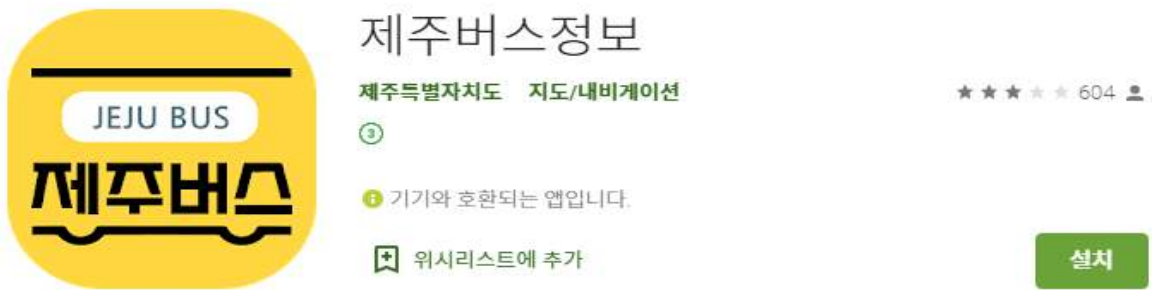 JEJU BUS
제주버스
제주버스정보
제주특별자치도 지도/내비게이션
604
3
기기와 호환되는 앱입니다.
위시리스트에 추가
설치